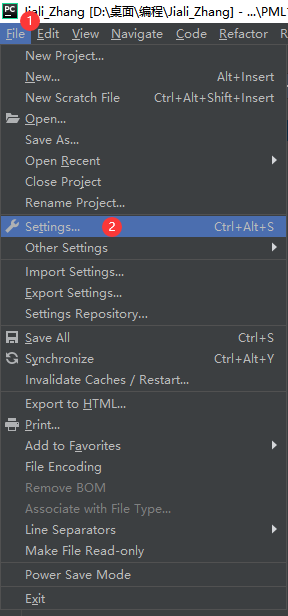 PC Jiali_Zhang [D:\桌面\编程\Jiali_Zhang] - ...\PML
1
File Edit View Navigate Code Refactor R
New Project...
New... Alt+Insert
New Scratch File Ctrl+Alt+Shift+Insert
Open...
Save As...
Open Recent
Close Project
Rename Project...
Settings... 2 Ctrl+Alt+S
Other Settings
Import Settings...
Export Settings...
Settings Repository...
Save All Ctrl+S
Synchronize Ctrl+Alt+Y
Invalidate Caches / Restart...
Export to HTML...
Print...
Add to Favorites
File Encoding
Remove BOM
Associate with File Type...
Line Separators
Make File Read-only
Power Save Mode
Exit